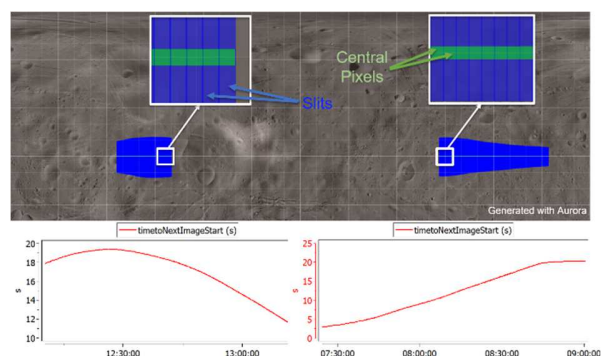 Central
Pixels
Slits
Generated with Aurora
timetoNextImageStart (s)
timetoNextImageStart (s)
20
18
16
14
12
10
s
12:30:00
13:00:00
25
20
15
10
5
0
s
07:30:00
08:00:00
08:30:00
09:00:00